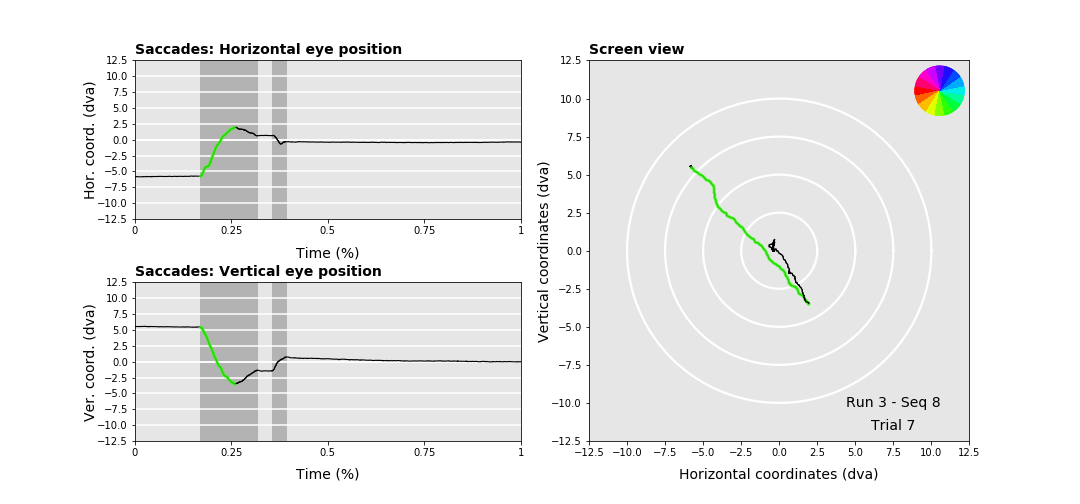 Saccades: Horizontal eye position
Hor. coord. (dva)
12.5
10.0
7.5
5.0
2.5
0.0
−2.5
−5.0
−7.5
−10.0
−12.5
0 0.25 0.5 0.75 1
Time (%)
Saccades: Vertical eye position
Ver. coord. (dva)
12.5
10.0
7.5
5.0
2.5
0.0
−2.5
−5.0
−7.5
−10.0
−12.5
0 0.25 0.5 0.75 1
Time (%)
Screen view
Vertical coordinates (dva)
12.5
10.0
7.5
5.0
2.5
0.0
−2.5
−5.0
−7.5
−10.0
−12.5
Run 3 - Seq 8
Trial 7
−12.5 −10.0 −7.5 −5.0 −2.5 0.0 2.5 5.0 7.5 10.0 12.5
Horizontal coordinates (dva)